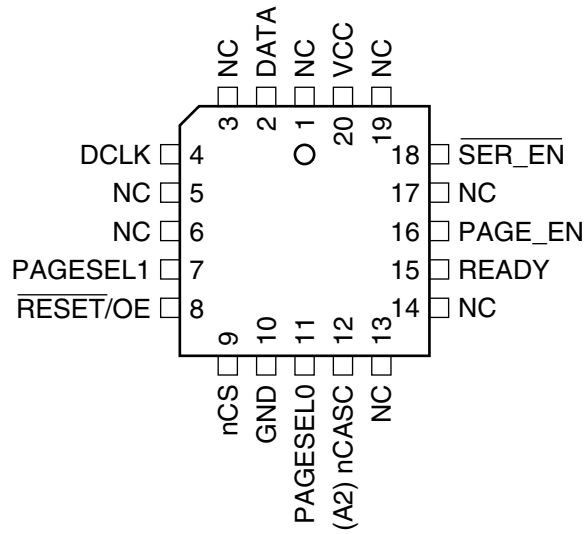 NC
DATA
NC
VCC
NC
3
2
1
20
19
DCLK 4
NC 5
NC 6
PAGESEL1 7
RESET/OE 8
18 SER_EN
17 NC
16 PAGE_EN
15 READY
14 NC
9
10
11
12
13
nCS
GND
PAGESEL0
(A2) nCASC
NC